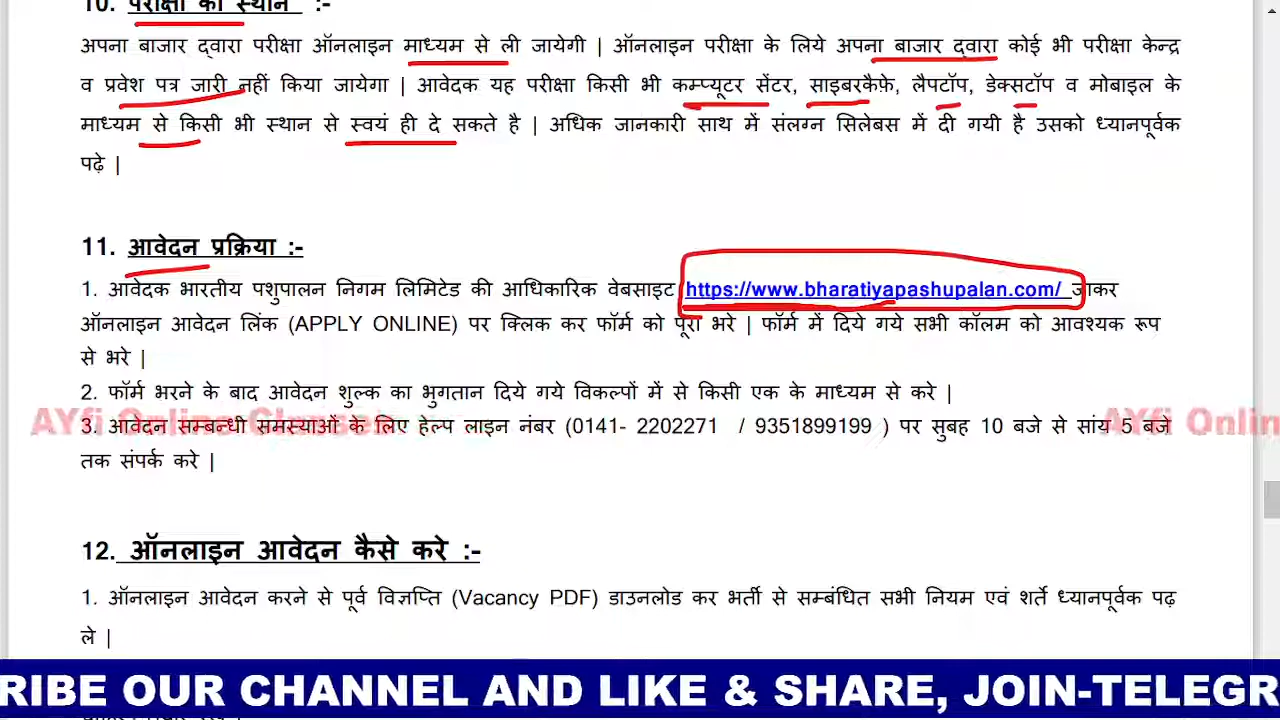 10. परीक्षा का स्थान :-
अपना बाजार द्वारा परीक्षा ऑनलाइन माध्यम से ली जायेगी | ऑनलाइन परीक्षा के लिये अपना बाजार द्वारा कोई भी परीक्षा केन्द्र
व प्रवेश पत्र जारी नहीं किया जायेगा | आवेदक यह परीक्षा किसी भी कम्प्यूटर सेंटर, साइबरकैफे, लैपटॉप, डेक्सटॉप व मोबाइल के
माध्यम से किसी भी स्थान से स्वयं ही दे सकते है | अधिक जानकारी साथ में संलग्न सिलेबस में दी गयी है उसको ध्यानपूर्वक
पढ़े |
11. आवेदन प्रक्रिया :-
1. आवेदक भारतीय पशुपालन निगम लिमिटेड की आधिकारिक वेबसाइट https://www.bharatiyapashupalan.com/ जाकर
ऑनलाइन आवेदन लिंक (APPLY ONLINE) पर क्लिक कर फॉर्म को पूरा भरे | फॉर्म में दिये गये सभी कॉलम को आवश्यक रूप
से भरे |
2. फॉर्म भरने के बाद आवेदन शुल्क का भुगतान दिये गये विकल्पों में से किसी एक के माध्यम से करे |
AYfi Online Classes
AYfi Onlin
3. आवेदन सम्बन्धी समस्याओं के लिए हेल्प लाइन नंबर (0141- 2202271 / 9351899199 ) पर सुबह 10 बजे से सांय 5 बजे
तक संपर्क करे |
12. ऑनलाइन आवेदन कैसे करे :-
1. ऑनलाइन आवेदन करने से पूर्व विज्ञप्ति (Vacancy PDF) डाउनलोड कर भर्ती से सम्बंधित सभी नियम एवं शर्ते ध्यानपूर्वक पढ़
ले |
RIBE OUR CHANNEL AND LIKE & SHARE, JOIN-TELEGR